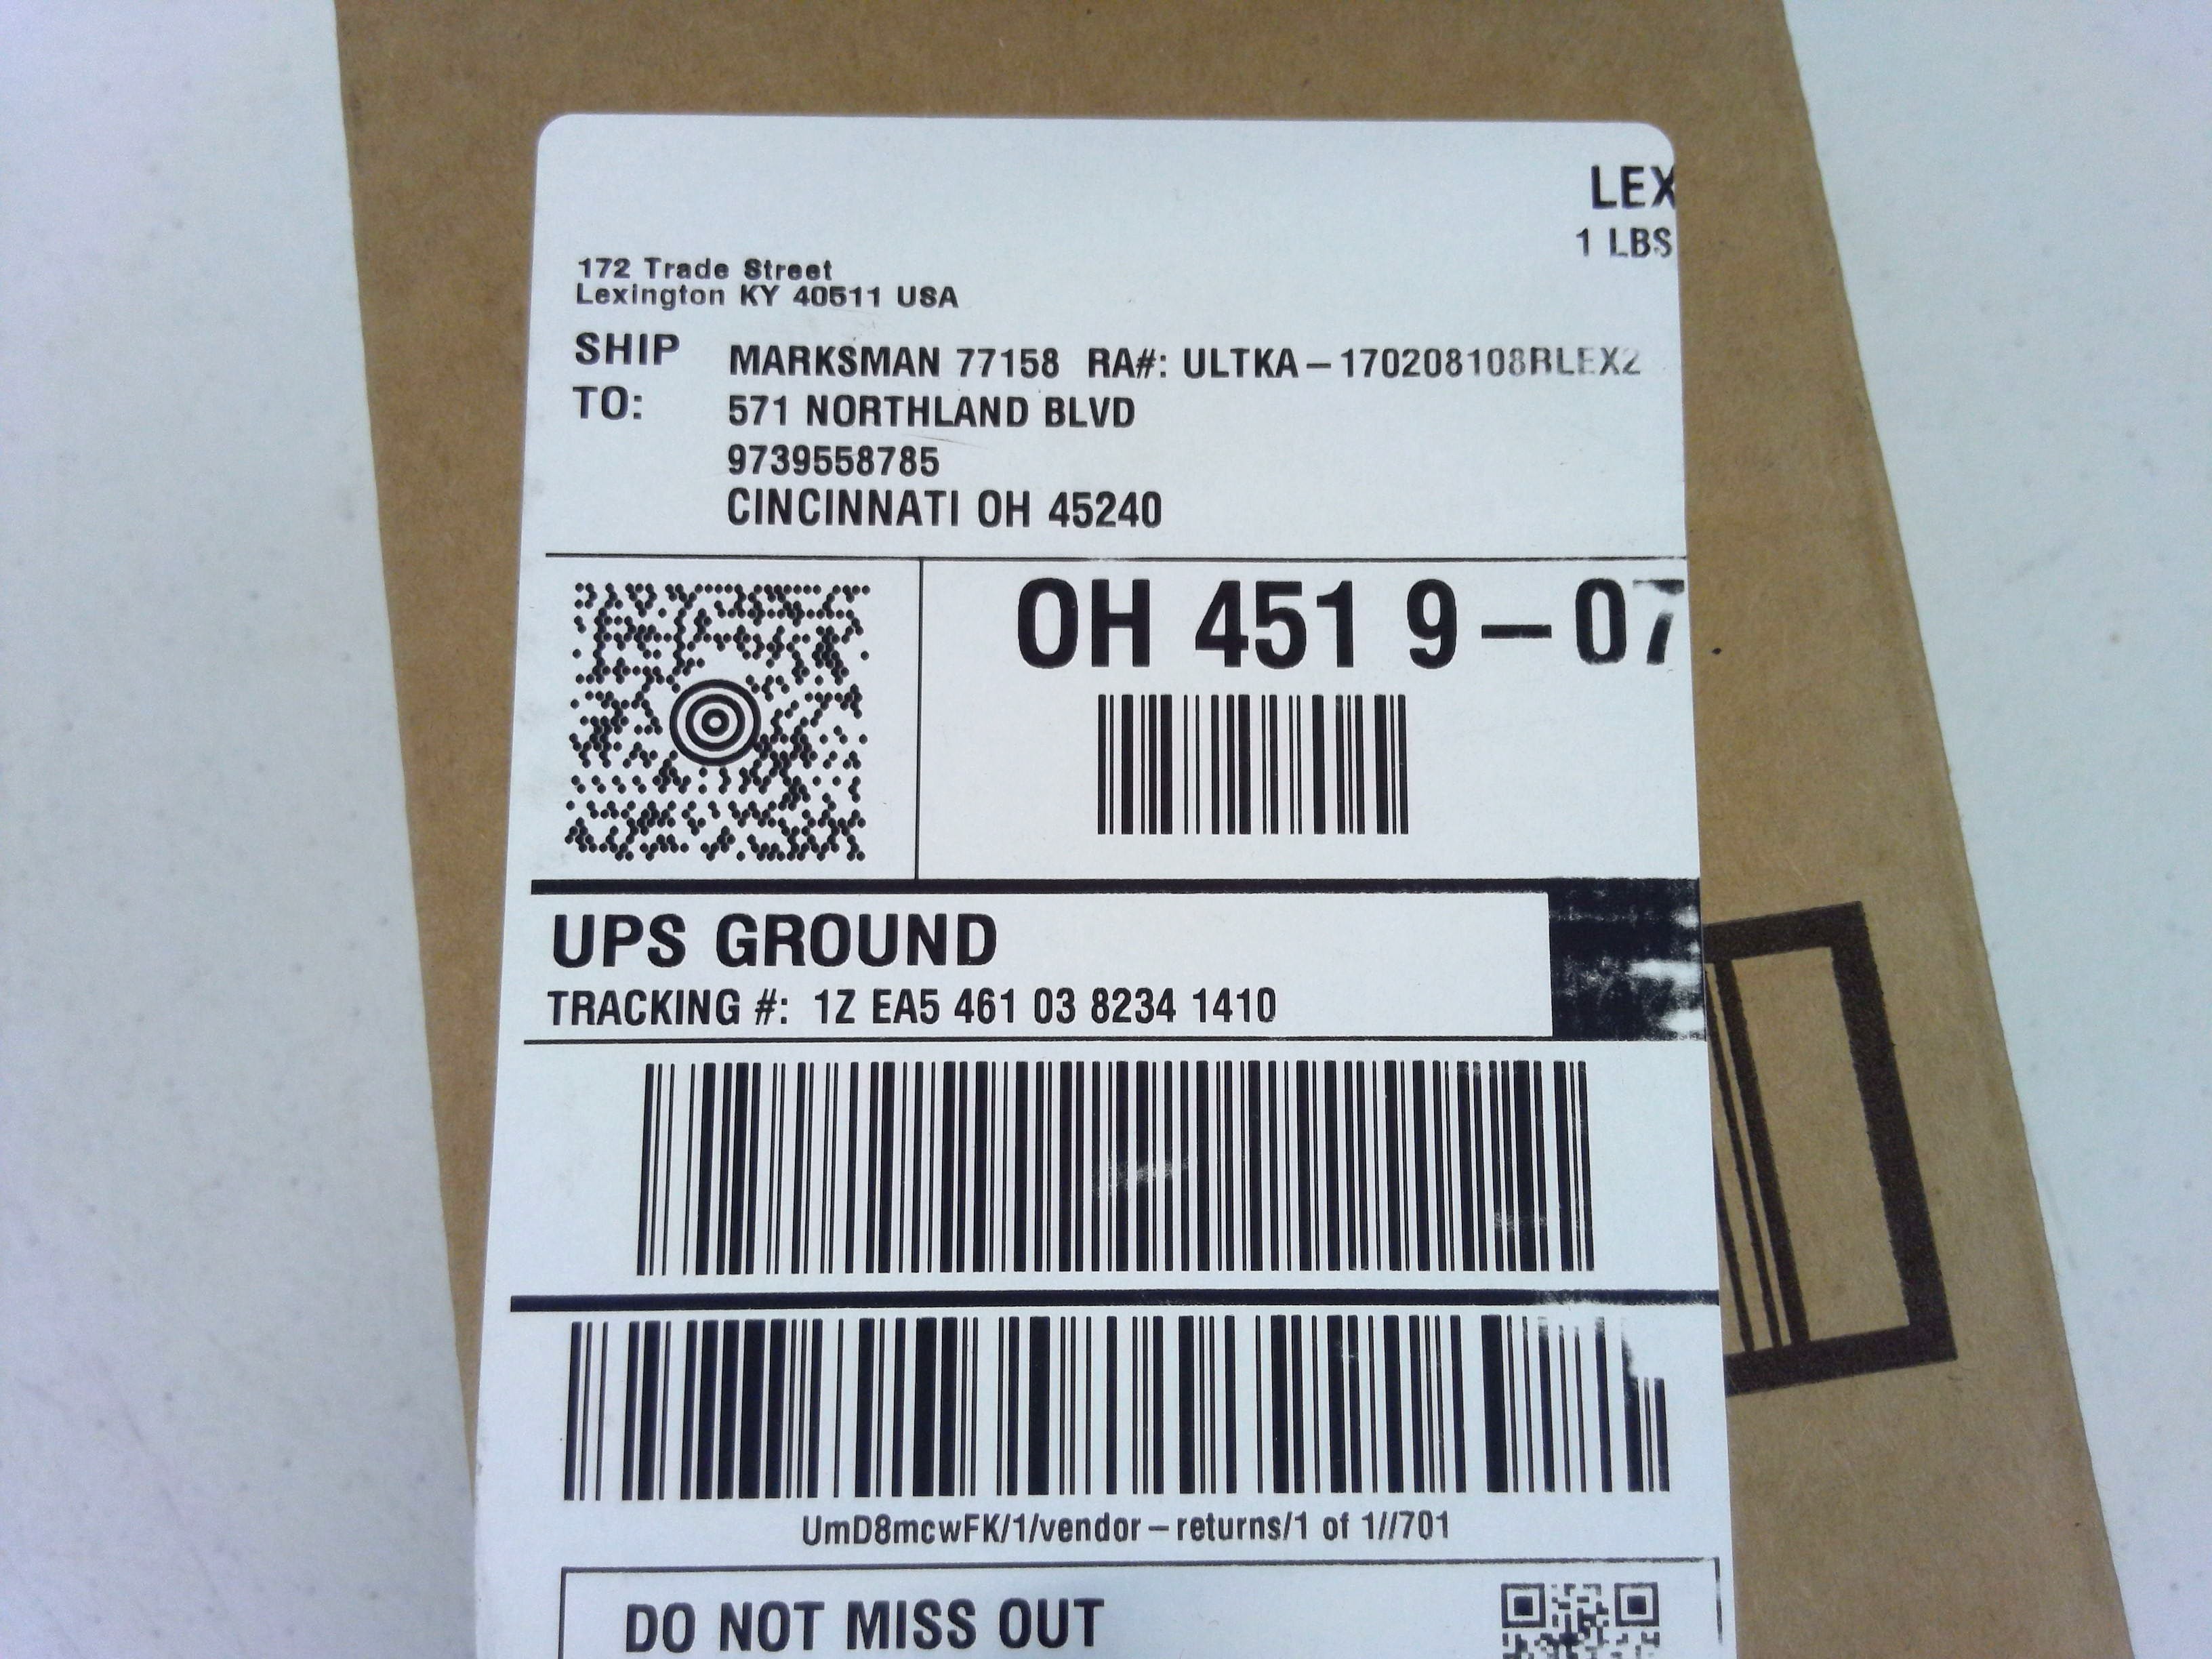 LEX
1 LBS
172 Trade Street
Lexington KY 40511 USA
SHIP TO:
MARKSMAN 77158 RA#: ULTKA-170208108RLEX2
571 NORTHLAND BLVD
9739558785
CINCINNATI OH 45240
OH 451 9-07
UPS GROUND
TRACKING #: 1Z EA5 461 03 8234 1410
UmD8mcwFK/1/vendor-returns/1 of 1//701
DO NOT MISS OUT